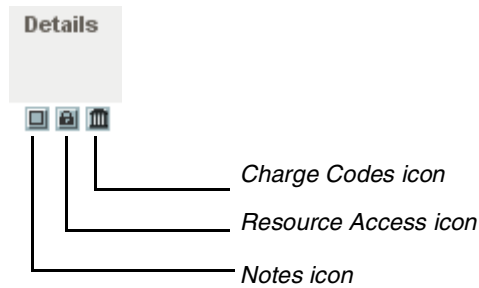 Details
Charge Codes icon
Resource Access icon
Notes icon